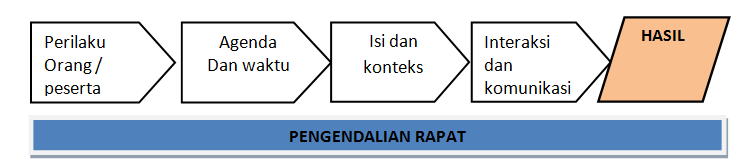 Perilaku
Orang /
peserta
Agenda
Dan waktu
Isi dan
konteks
Interaksi
dan
komunikasi
HASIL
PENGENDALIAN RAPAT